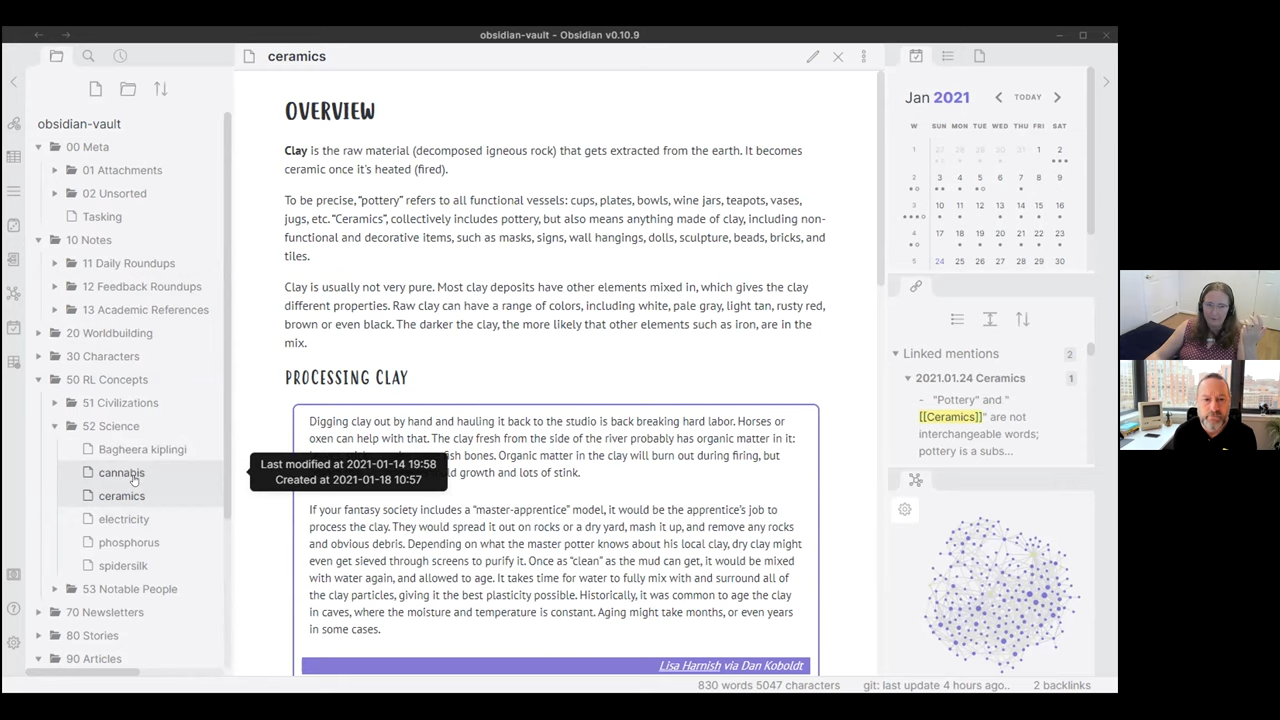 obsidian-vault - Obsidian v0.10.9
ceramics
obsidian-vault
00 Meta
01 Attachments
02 Unsorted
Tasking
10 Notes
11 Daily Roundups
12 Feedback Roundups
13 Academic References
20 Worldbuilding
30 Characters
50 RL Concepts
51 Civilizations
52 Science
Bagheera kiplingi
cannabis
ceramics
electricity
phosphorus
spidersilk
53 Notable People
70 Newsletters
80 Stories
90 Articles
Last modified at 2021-01-14 19:58
Created at 2021-01-18 10:57
OVERVIEW
Clay is the raw material (decomposed igneous rock) that gets extracted from the earth. It becomes
ceramic once it's heated (fired).
To be precise, "pottery" refers to all functional vessels: cups, plates, bowls, wine jars, teapots, vases,
jugs, etc. "Ceramics", collectively includes pottery, but also means anything made of clay, including non-
functional and decorative items, such as masks, signs, wall hangings, dolls, sculpture, beads, bricks, and
tiles.
Clay is usually not very pure. Most clay deposits have other elements mixed in, which gives the clay
different properties. Raw clay can have a range of colors, including white, pale gray, light tan, rusty red,
brown or even black. The darker the clay, the more likely that other elements such as iron, are in the
mix.
PROCESSING CLAY
Digging clay out by hand and hauling it back to the studio is back breaking hard labor. Horses or
oxen can help with that. The clay fresh from the side of the river probably has organic matter in it:
fish bones. Organic matter in the clay will burn out during firing, but
growth and lots of stink.
If your fantasy society includes a "master-apprentice" model, it would be the apprentice's job to
process the clay. They would spread it out on rocks or a dry yard, mash it up, and remove any rocks
and obvious debris. Depending on what the master potter knows about his local clay, dry clay might
even get sieved through screens to purify it. Once as "clean" as the mud can get, it would be mixed
with water again, and allowed to age. It takes time for water to fully mix with and surround all of
the clay particles, giving it the best plasticity possible. Historically, it was common to age the clay
in caves, where the moisture and temperature is constant. Aging might take months, or even years
in some cases.
Lisa Harnish via Dan Koboldt
830 words 5047 characters
git: last update 4 hours ago..
2 backlinks
Jan 2021
TODAY
W SUN MON TUE WED THU FRI SAT
1 27 28 29 30 31 1 2
2 3 4 5 6 7 8 9
3 10 11 12 13 14 15 16
4 17 18 19 20 21 22 23
5 24 25 26 27 28 29 30
Linked mentions 2
2021.01.24 Ceramics 1
- "Pottery" and "
[[Ceramics]]" are not
interchangeable words;
pottery is a subs...